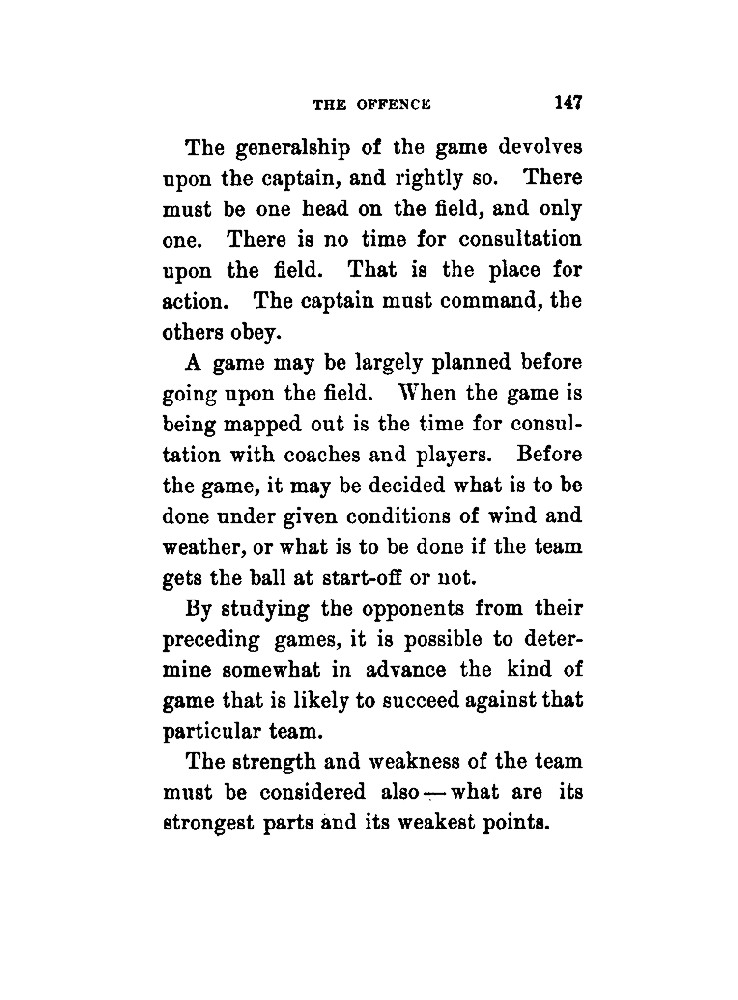 THE OFFENCE 147
The generalship of the game devolves
upon the captain, and rightly so. There
must be one head on the field, and only
one. There is no time for consultation
upon the field. That is the place for
action. The captain must command, the
others obey.
A game may be largely planned before
going upon the field. When the game is
being mapped out is the time for consul-
tation with coaches and players. Before
the game, it may be decided what is to be
done under given conditions of wind and
weather, or what is to be done if the team
gets the ball at start-off or not.
By studying the opponents from their
preceding games, it is possible to deter-
mine somewhat in advance the kind of
game that is likely to succeed against that
particular team.
The strength and weakness of the team
must be considered also—what are its
strongest parts and its weakest points.